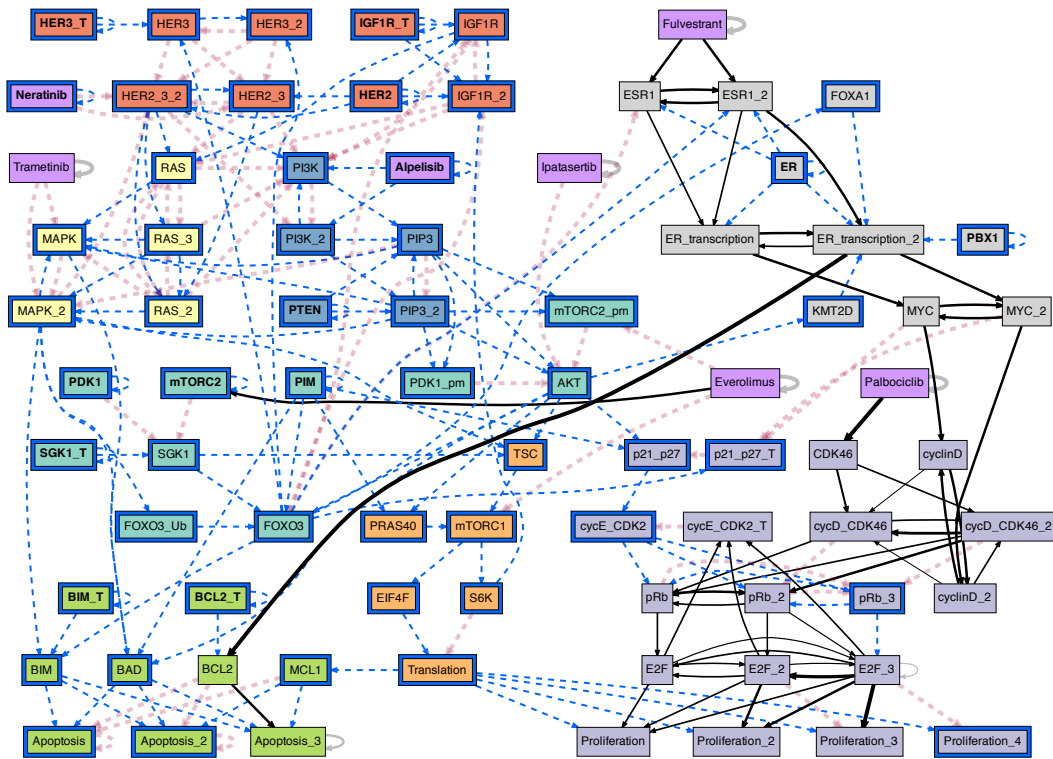 HER3_T HER3 HER3_2 IGF1R_T IGF1R Fulvestrant
Neratinib HER2_3_2 HER2_3 HER2 IGF1R_2 ESR1 ESR1_2 FOXA1
Trametinib RAS PI3K Alpelisib Ipatasertib ER
MAPK RAS_3 PI3K_2 PIP3 ER_transcription ER_transcription_2 PBX1
MAPK_2 RAS_2 PTEN PIP3_2 mTORC2_pm KMT2D MYC MYC_2
PDK1 mTORC2 PIM PDK1_pm AKT Everolimus Palbociclib
SGK1_T SGK1 TSC p21_p27 p21_p27_T CDK46 cyclinD
FOXO3_Ub FOXO3 PRAS40 mTORC1 cycE_CDK2 cycE_CDK2_T cycD_CDK46 cycD_CDK46_2
BIM_T BCL2_T EIF4F S6K pRb pRb_2 pRb_3 cyclinD_2
BIM BAD BCL2 MCL1 Translation E2F E2F_2 E2F_3
Apoptosis Apoptosis_2 Apoptosis_3 Proliferation Proliferation_2 Proliferation_3 Proliferation_4